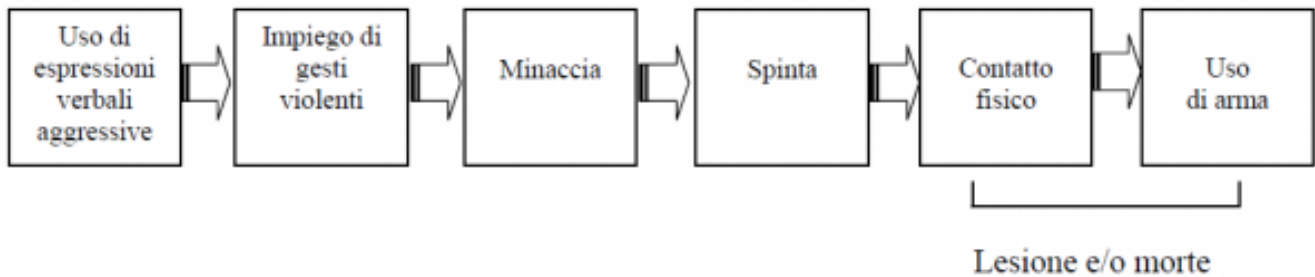 Uso di
espressioni
verbali
aggressive
Impiego di
gesti
violenti
Minaccia
Spinta
Contatto
fisico
Uso
di arma
Lesione e/o morte